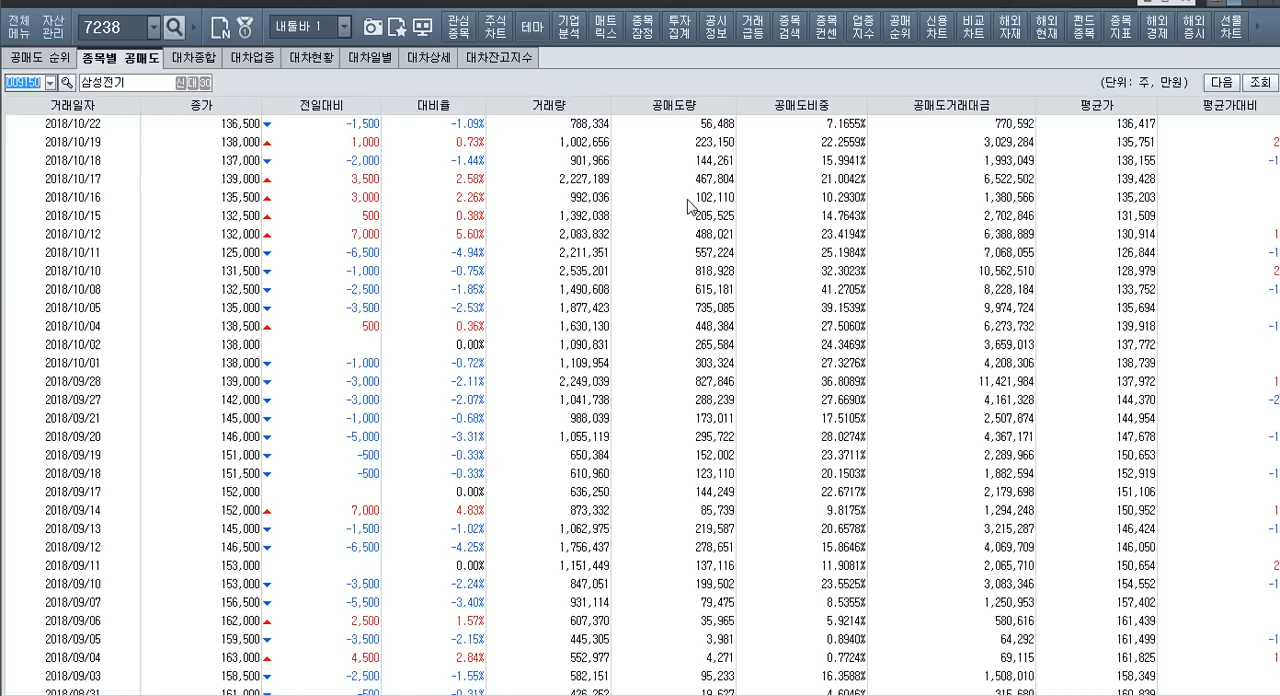 전체 자산 7238 내툴바 1 관심 주식 테마 기업 매트 종목 투자 공시 거래 종목 종목 업종 공매 신용 비교 해외 해외 펀드 종목 해외 해외 선물
메뉴 관리 종목 차트 분석 릭스 잠정 집계 정보 급등 검색 컨센 지수 순위 차트 차트 자재 현재 종목 지표 경제 증시 차트
공매도 순위 종목별 공매도 대차종합 대차업종 대차현황 대차일별 대차상세 대차잔고지수
009150 삼성전기 신 대 30 (단위: 주, 만원) 다음 조회
거래일자 종가 전일대비 대비율 거래량 공매도량 공매도비중 공매도거래대금 평균가 평균가대비
2018/10/22 136,500 ▼ -1,500 -1.09% 788,334 56,488 7.1655% 770,592 136,417
2018/10/19 138,000 ▲ 1,000 0.73% 1,002,656 223,150 22.2559% 3,029,284 135,751 2
2018/10/18 137,000 ▼ -2,000 -1.44% 901,966 144,261 15.9941% 1,993,049 138,155 -1
2018/10/17 139,000 ▲ 3,500 2.58% 2,227,189 467,804 21.0042% 6,522,502 139,428
2018/10/16 135,500 ▲ 3,000 2.26% 992,036 102,110 10.2930% 1,380,566 135,203
2018/10/15 132,500 ▲ 500 0.38% 1,392,038 205,525 14.7643% 2,702,846 131,509
2018/10/12 132,000 ▲ 7,000 5.60% 2,083,832 488,021 23.4194% 6,388,889 130,914 1
2018/10/11 125,000 ▼ -6,500 -4.94% 2,211,351 557,224 25.1984% 7,068,055 126,844 -1
2018/10/10 131,500 ▼ -1,000 -0.75% 2,535,201 818,928 32.3023% 10,562,510 128,979 2
2018/10/08 132,500 ▼ -2,500 -1.85% 1,490,608 615,181 41.2705% 8,228,184 133,752 -1
2018/10/05 135,000 ▼ -3,500 -2.53% 1,877,423 735,085 39.1539% 9,974,724 135,694
2018/10/04 138,500 ▲ 500 0.36% 1,630,130 448,384 27.5060% 6,273,732 139,918 -1
2018/10/02 138,000 0.00% 1,090,831 265,584 24.3469% 3,659,013 137,772
2018/10/01 138,000 ▼ -1,000 -0.72% 1,109,954 303,324 27.3276% 4,208,306 138,739
2018/09/28 139,000 ▼ -3,000 -2.11% 2,249,039 827,846 36.8089% 11,421,984 137,972 1
2018/09/27 142,000 ▼ -3,000 -2.07% 1,041,738 288,239 27.6690% 4,161,328 144,370 -2
2018/09/21 145,000 ▼ -1,000 -0.68% 988,039 173,011 17.5105% 2,507,874 144,954
2018/09/20 146,000 ▼ -5,000 -3.31% 1,055,119 295,722 28.0274% 4,367,171 147,678 -1
2018/09/19 151,000 ▼ -500 -0.33% 650,384 152,002 23.3711% 2,289,966 150,653
2018/09/18 151,500 ▼ -500 -0.33% 610,960 123,110 20.1503% 1,882,594 152,919 -1
2018/09/17 152,000 0.00% 636,250 144,249 22.6717% 2,179,698 151,106
2018/09/14 152,000 ▲ 7,000 4.83% 873,332 85,739 9.8175% 1,294,248 150,952 1
2018/09/13 145,000 ▼ -1,500 -1.02% 1,062,975 219,587 20.6578% 3,215,287 146,424 -1
2018/09/12 146,500 ▼ -6,500 -4.25% 1,756,437 278,651 15.8646% 4,069,709 146,050
2018/09/11 153,000 0.00% 1,151,449 137,116 11.9081% 2,065,710 150,654 2
2018/09/10 153,000 ▼ -3,500 -2.24% 847,051 199,502 23.5525% 3,083,346 154,552 -1
2018/09/07 156,500 ▼ -5,500 -3.40% 931,114 79,475 8.5355% 1,250,953 157,402
2018/09/06 162,000 ▲ 2,500 1.57% 607,370 35,965 5.9214% 580,616 161,439
2018/09/05 159,500 ▼ -3,500 -2.15% 445,305 3,981 0.8940% 64,292 161,499 -1
2018/09/04 163,000 ▲ 4,500 2.84% 552,977 4,271 0.7724% 69,115 161,825 1
2018/09/03 158,500 ▼ -2,500 -1.55% 582,151 95,233 16.3588% 1,508,010 158,349
2018/08/31 161,000 ▼ -500 -0.31% 426,252 19,627 4.6046% 315,680